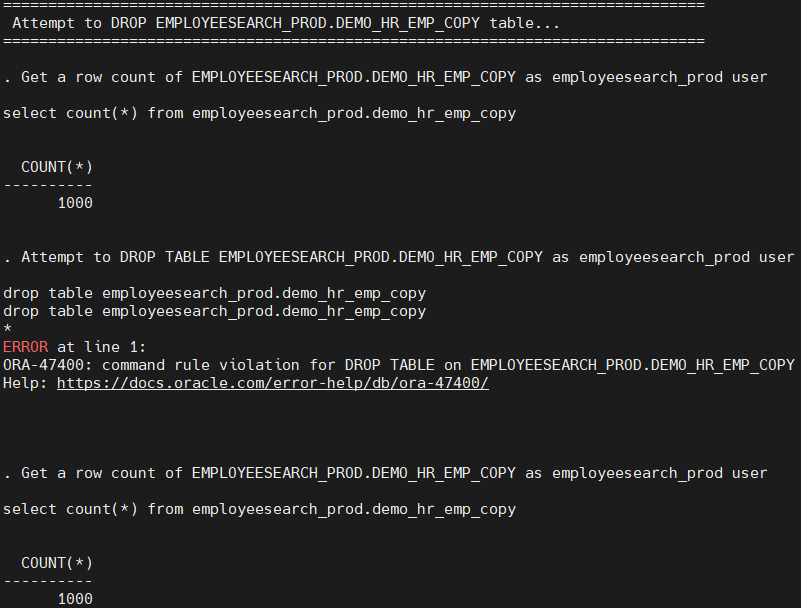 ==============================================================================
Attempt to DROP EMPLOYEESEARCH_PROD.DEMO_HR_EMP_COPY table...
==============================================================================
. Get a row count of EMPLOYEESEARCH_PROD.DEMO_HR_EMP_COPY as employeesearch_prod user
select count(*) from employeesearch_prod.demo_hr_emp_copy
COUNT(*)
----------
1000
. Attempt to DROP TABLE EMPLOYEESEARCH_PROD.DEMO_HR_EMP_COPY as employeesearch_prod user
drop table employeesearch_prod.demo_hr_emp_copy
drop table employeesearch_prod.demo_hr_emp_copy
*
ERROR at line 1:
ORA-47400: command rule violation for DROP TABLE on EMPLOYEESEARCH_PROD.DEMO_HR_EMP_COPY
Help: https://docs.oracle.com/error-help/db/ora-47400/
. Get a row count of EMPLOYEESEARCH_PROD.DEMO_HR_EMP_COPY as employeesearch_prod user
select count(*) from employeesearch_prod.demo_hr_emp_copy
COUNT(*)
----------
1000